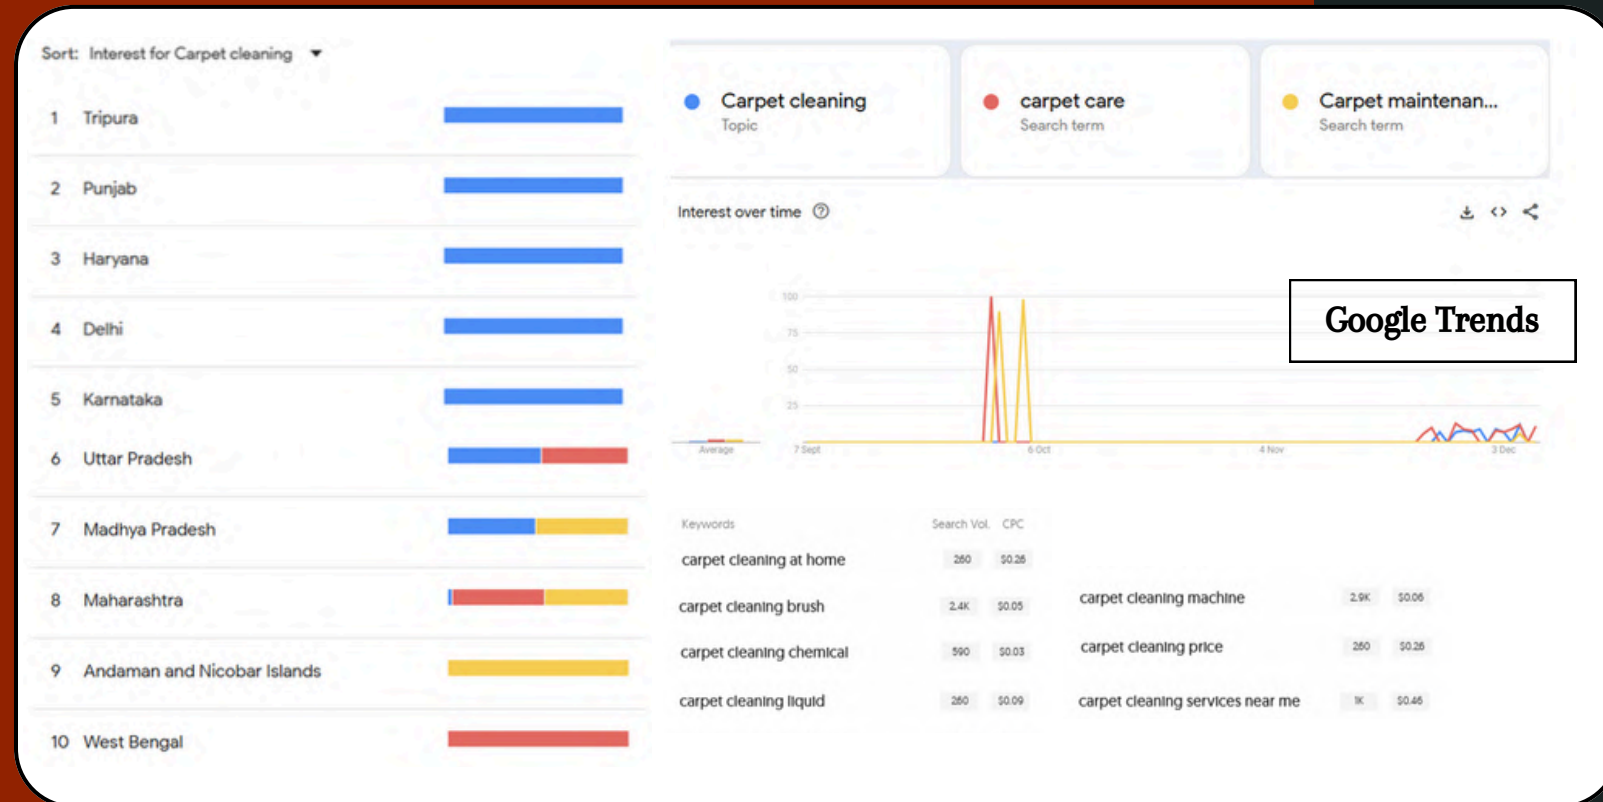 Sort: Interest for Carpet cleaning
1 Tripura
2 Punjab
3 Haryana
4 Delhi
5 Karnataka
6 Uttar Pradesh
7 Madhya Pradesh
8 Maharashtra
9 Andaman and Nicobar Islands
10 West Bengal
Carpet cleaning
Topic
carpet care
Search term
Carpet maintenan...
Search term
Interest over time
Google Trends
100
75
50
25
Average
7 Sept
6 Oct
4 Nov
3 Dec
Keywords Search Vol. CPC
carpet cleaning at home 260 $0.26
carpet cleaning brush 2.4K $0.05
carpet cleaning chemical 590 $0.03
carpet cleaning liquid 260 $0.09
carpet cleaning machine 2.9K $0.06
carpet cleaning price 260 $0.26
carpet cleaning services near me 1K $0.46